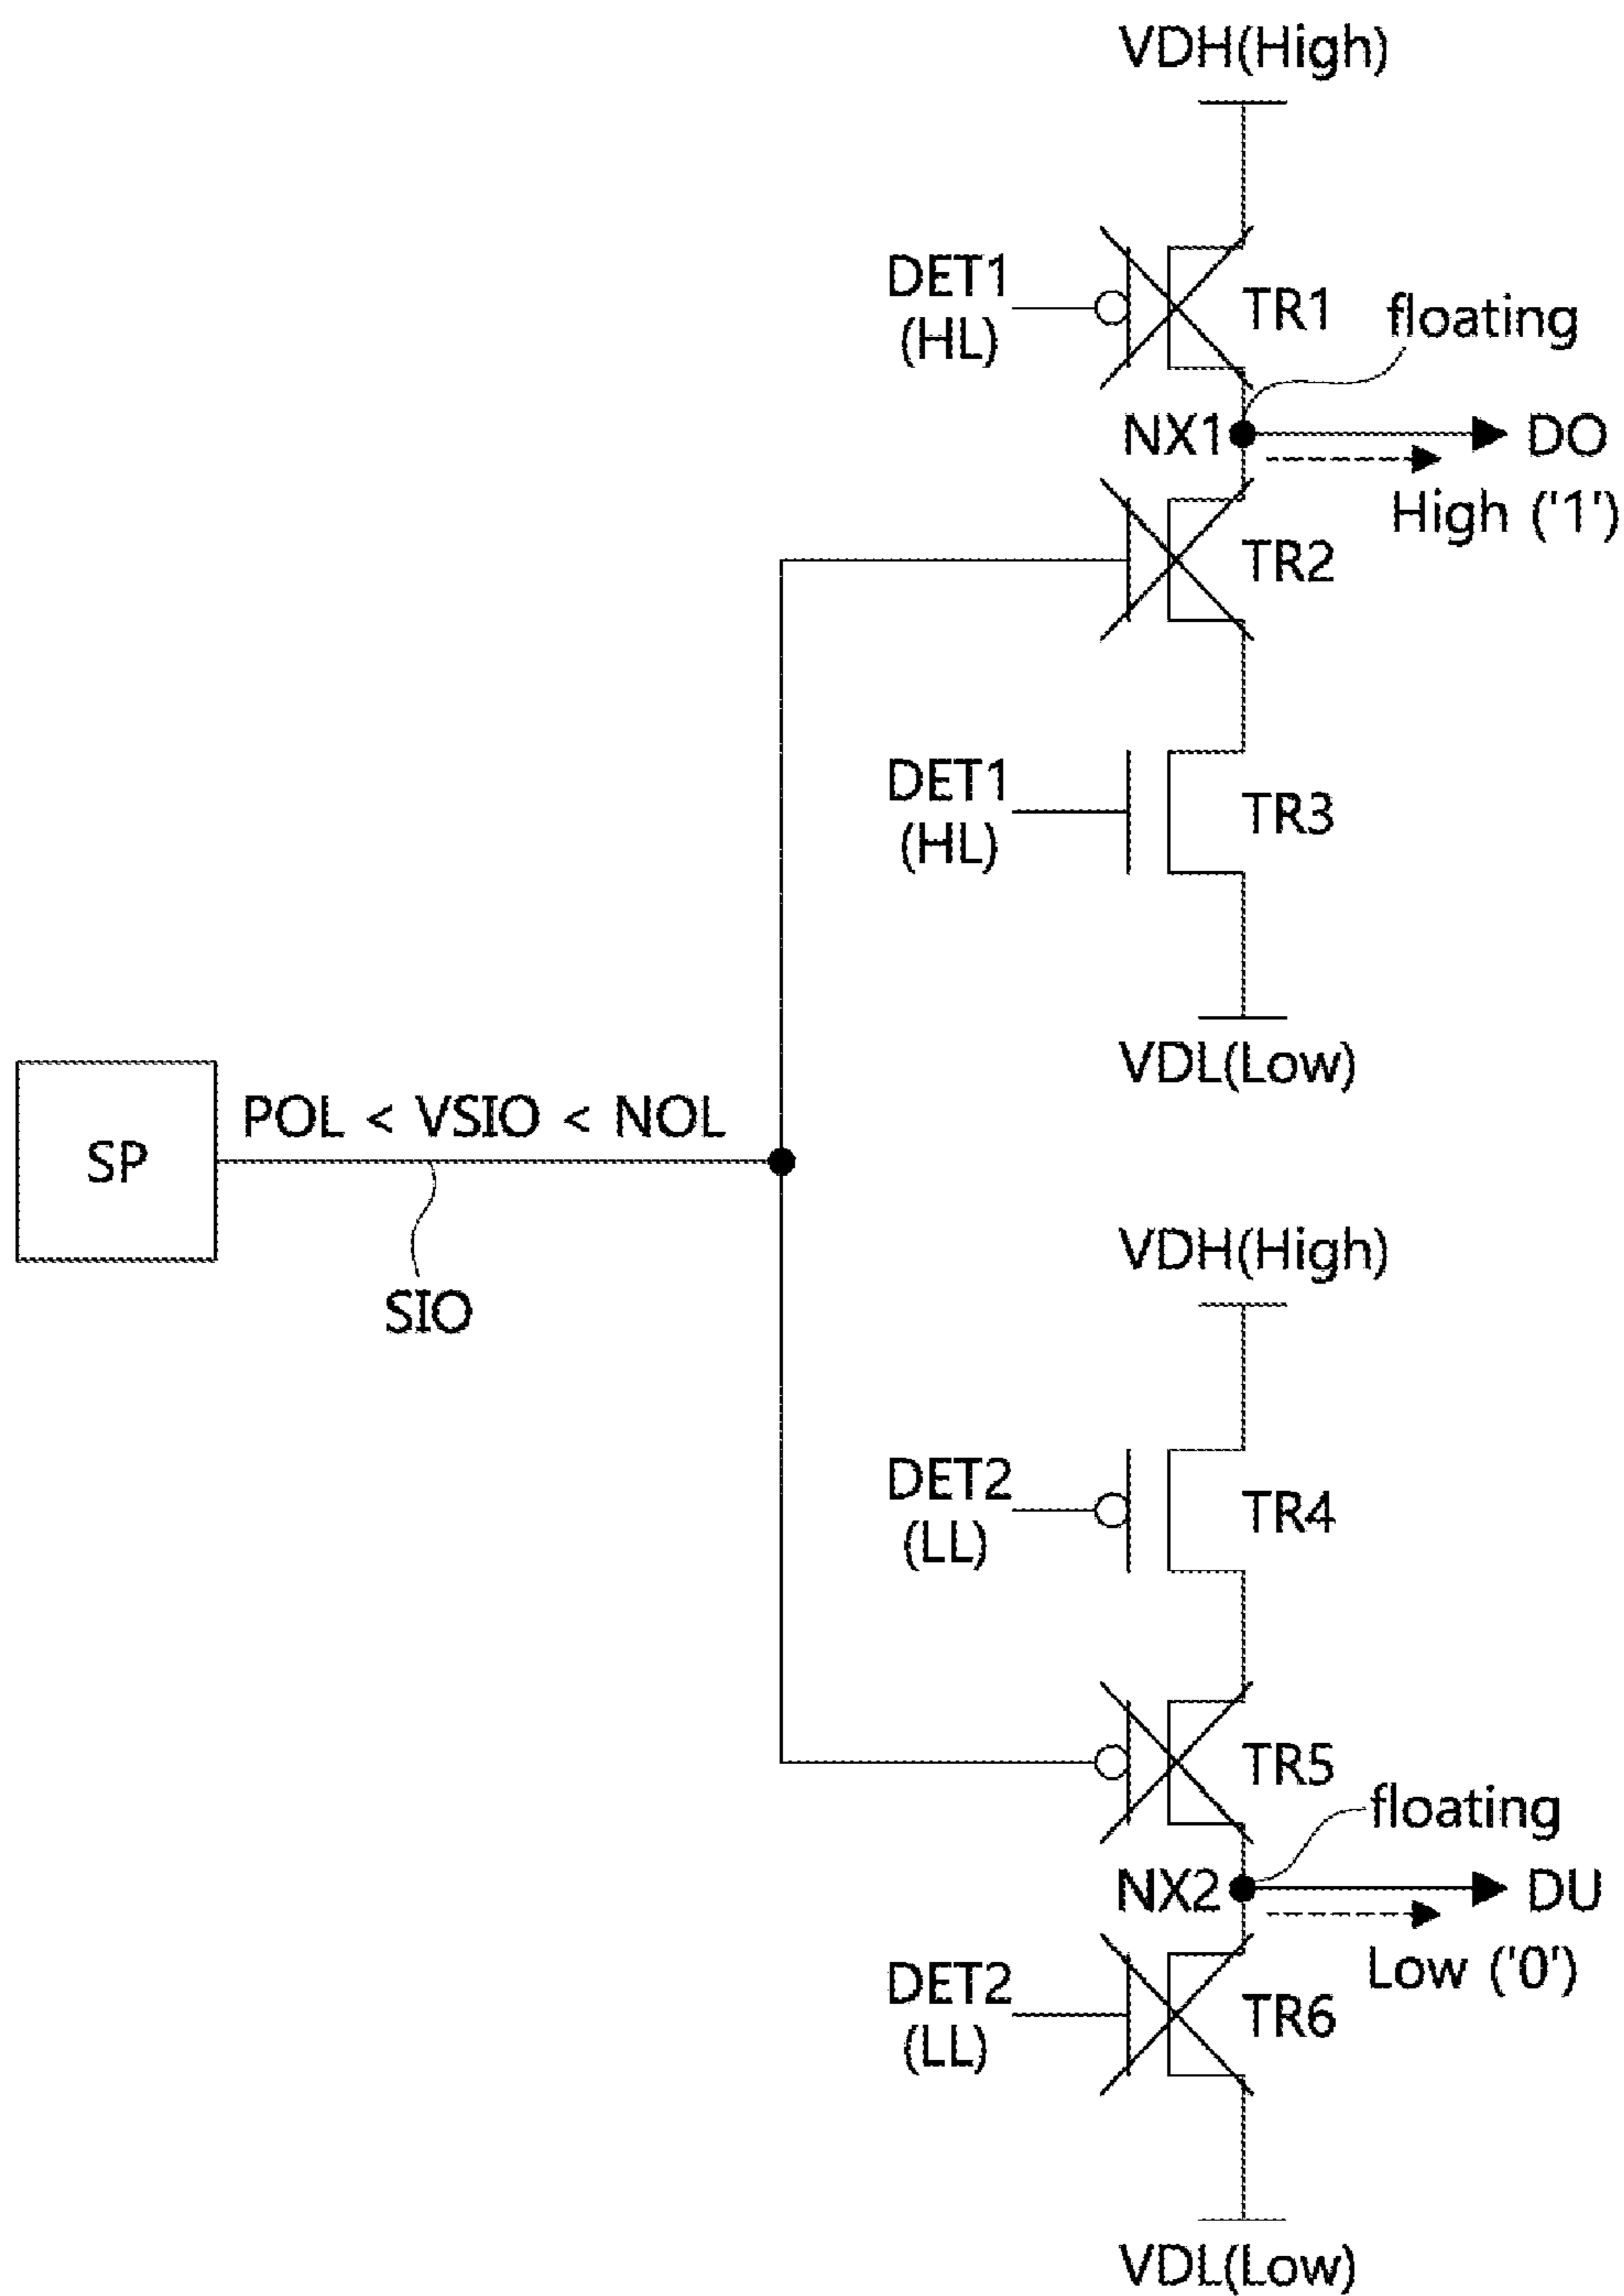 VDH(High)
DET1
(HL)
TR1
floating
NX1
DO
High ('1')
TR2
DET1
(HL)
TR3
VDL(Low)
SP
POL < VSIO < NOL
SIO
VDH(High)
DET2
(LL)
TR4
TR5
floating
NX2
DU
Low ('0')
DET2
(LL)
TR6
VDL(Low)